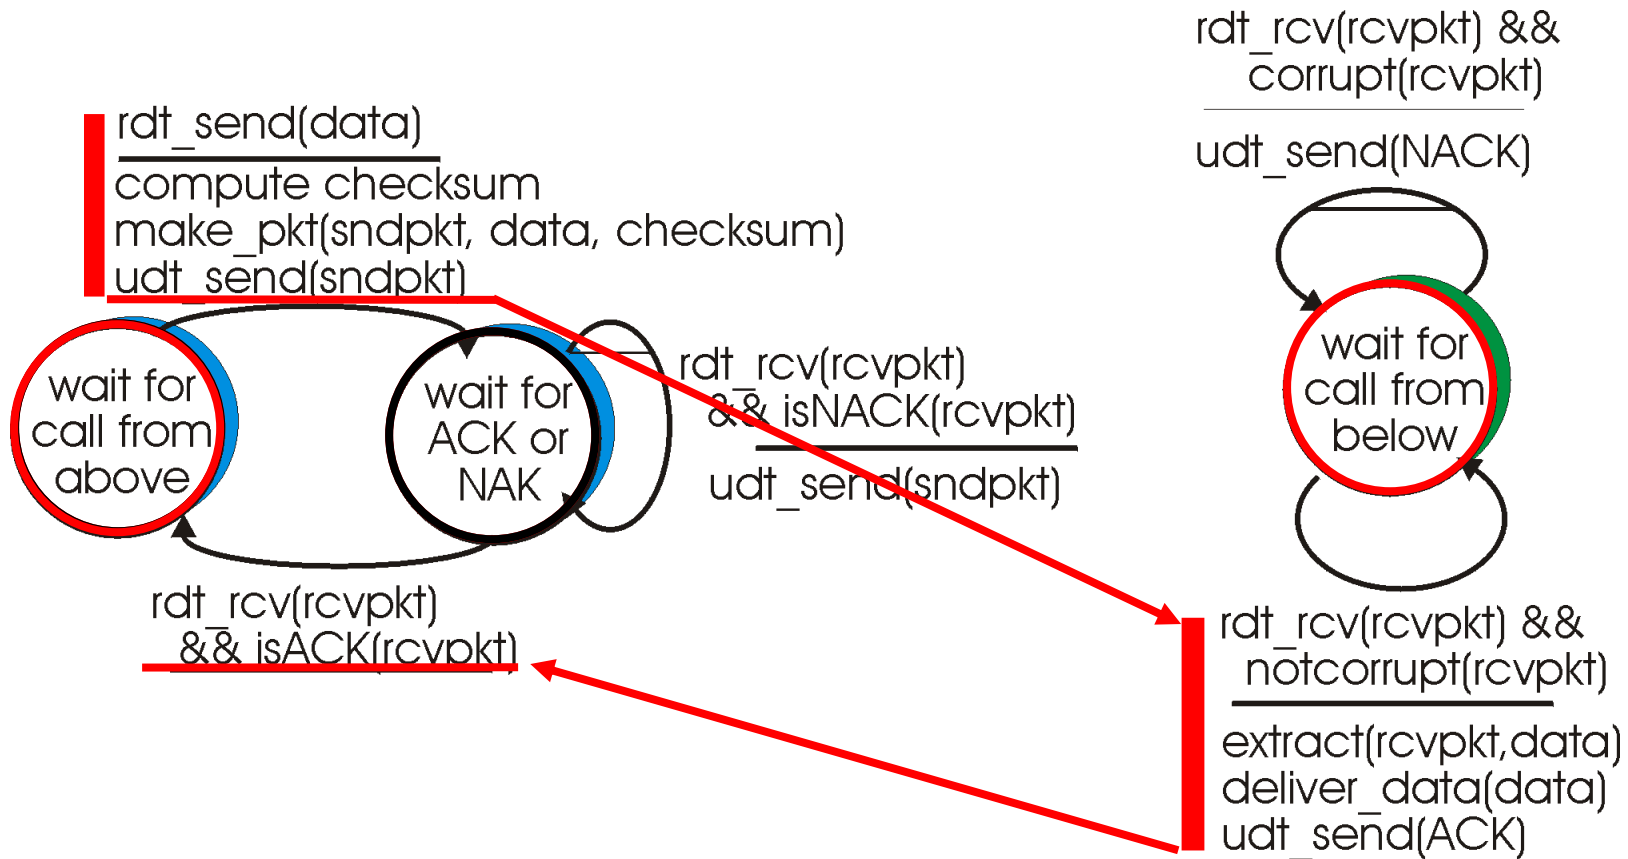 rdt_send(data)
compute checksum
make_pkt(sndpkt, data, checksum)
udt_send(sndpkt)
wait for
call from
above
wait for
ACK or
NAK
rdt_rcv(rcvpkt)
&& isNACK(rcvpkt)
udt_send(sndpkt)
rdt_rcv(rcvpkt)
&& isACK(rcvpkt)
rdt_rcv(rcvpkt) &&
corrupt(rcvpkt)
udt_send(NACK)
wait for
call from
below
rdt_rcv(rcvpkt) &&
notcorrupt(rcvpkt)
extract(rcvpkt,data)
deliver_data(data)
udt_send(ACK)